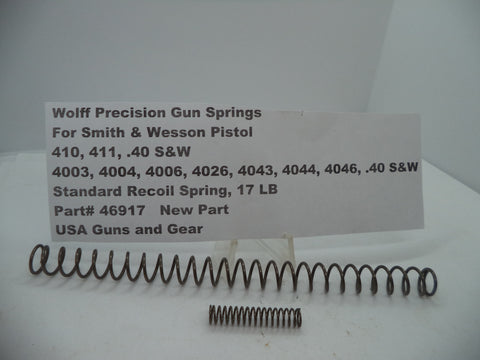 Wolff Precision Gun Springs
For Smith & Wesson Pistol
410, 411, .40 S&W
4003, 4004, 4006, 4026, 4043, 4044, 4046, .40 S&W
Standard Recoil Spring, 17 LB
Part# 46917 New Part
USA Guns and Gear